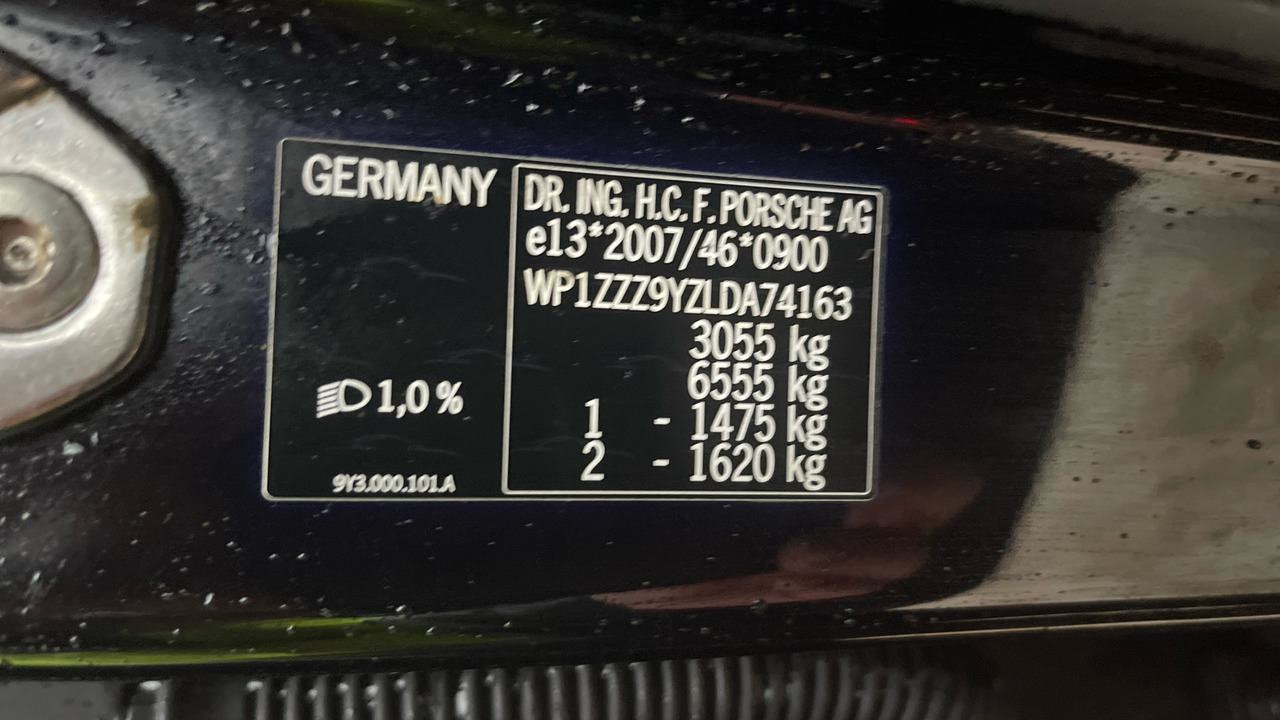 GERMANY
1,0 %
9Y3.000.101.A
DR. ING. H.C. F. PORSCHE AG
e13*2007/46*0900
WP1ZZZ9YZLDA74163
3055 kg
6555 kg
1 - 1475 kg
2 - 1620 kg